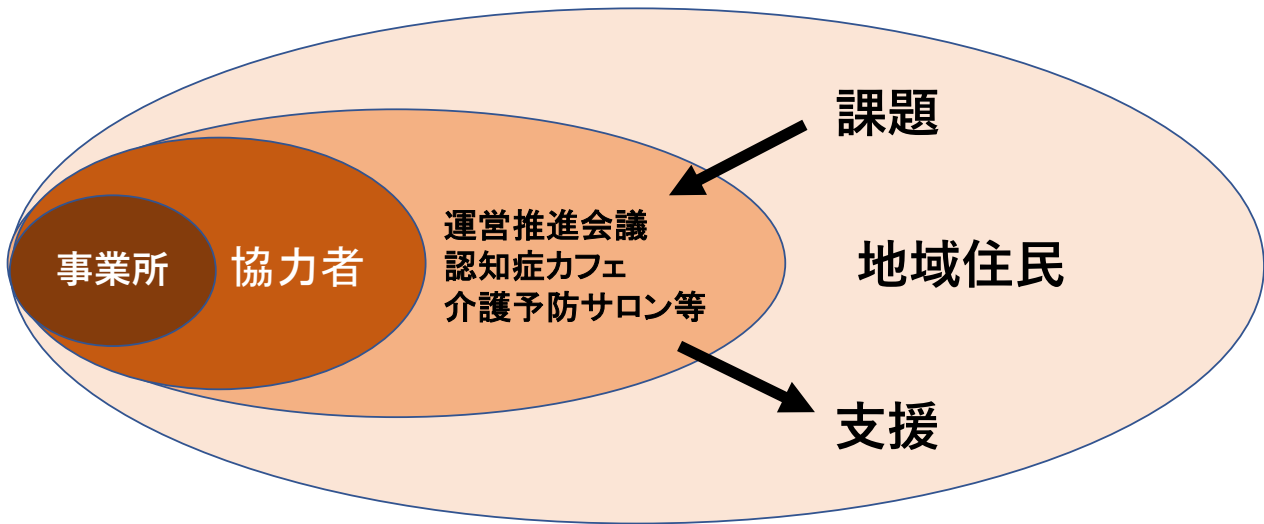 課題
事業所
協力者
運営推進会議
認知症カフェ
介護予防サロン等
地域住民
支援